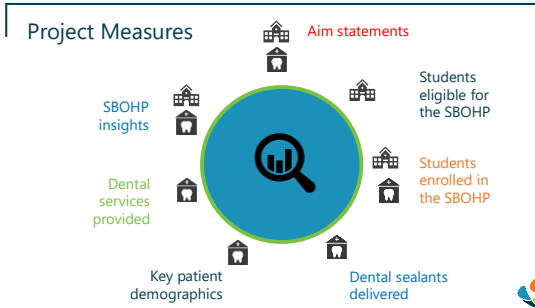 Project Measures
Aim statements
Students
eligible for
the SBOHP
SBOHP
insights
Students
enrolled in
the SBOHP
Dental
services
provided
Key patient
demographics
Dental sealants
delivered